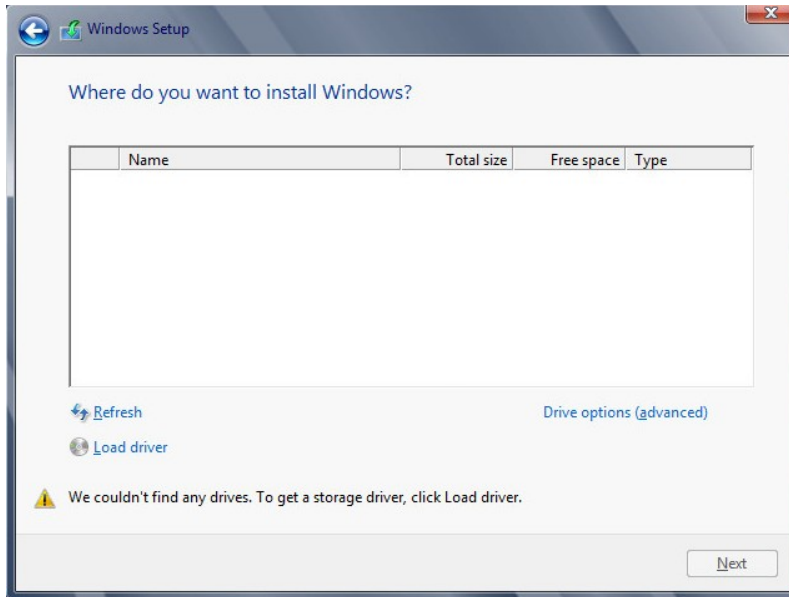 Windows Setup
Where do you want to install Windows?
Name Total size Free space Type
Refresh Drive options (advanced)
Load driver
We couldn't find any drives. To get a storage driver, click Load driver.
Next